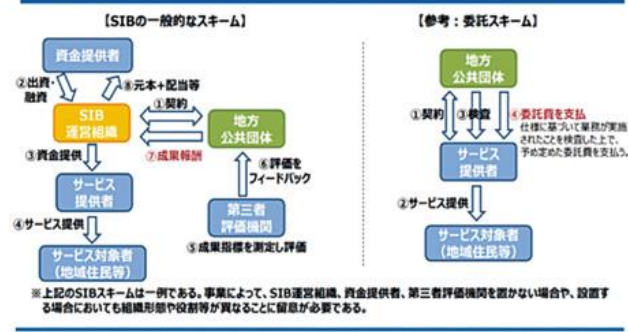 【SIBの一般的なスキーム】
資金提供者
②出資・
融資
⑧元本+配当等
SIB
運営組織
①契約
地方
公共団体
⑦成果報酬
③資金提供
⑥評価を
フィードバック
サービス
提供者
第三者
評価機関
④サービス提供
⑤成果指標を測定し評価
サービス対象者
（地域住民等）
【参考：委託スキーム】
地方
公共団体
①契約
③検査
④委託費を支払
仕様に基づいて業務が実施
されたことを検査した上で、
予め定めた委託費を支払う。
サービス
提供者
②サービス提供
サービス対象者
（地域住民等）
※上記のSIBスキームは一例である。事業によって、SIB運営組織、資金提供者、第三者評価機関を置かない場合や、設置す
る場合においても組織形態や役割等が異なることに留意が必要である。